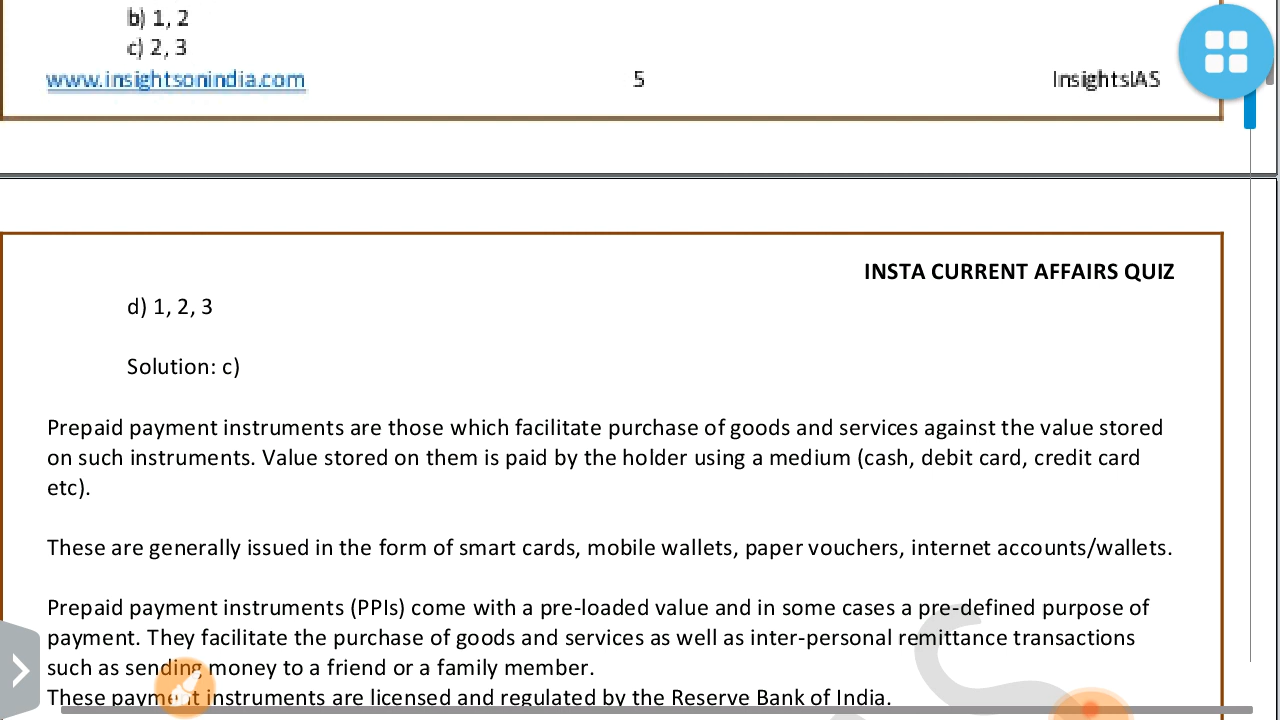 b) 1, 2
c) 2, 3
www.insightsonindia.com 5 InsightsIAS
INSTA CURRENT AFFAIRS QUIZ
d) 1, 2, 3
Solution: c)
Prepaid payment instruments are those which facilitate purchase of goods and services against the value stored
on such instruments. Value stored on them is paid by the holder using a medium (cash, debit card, credit card
etc).
These are generally issued in the form of smart cards, mobile wallets, paper vouchers, internet accounts/wallets.
Prepaid payment instruments (PPIs) come with a pre-loaded value and in some cases a pre-defined purpose of
payment. They facilitate the purchase of goods and services as well as inter-personal remittance transactions
such as sending money to a friend or a family member.
These payment instruments are licensed and regulated by the Reserve Bank of India.